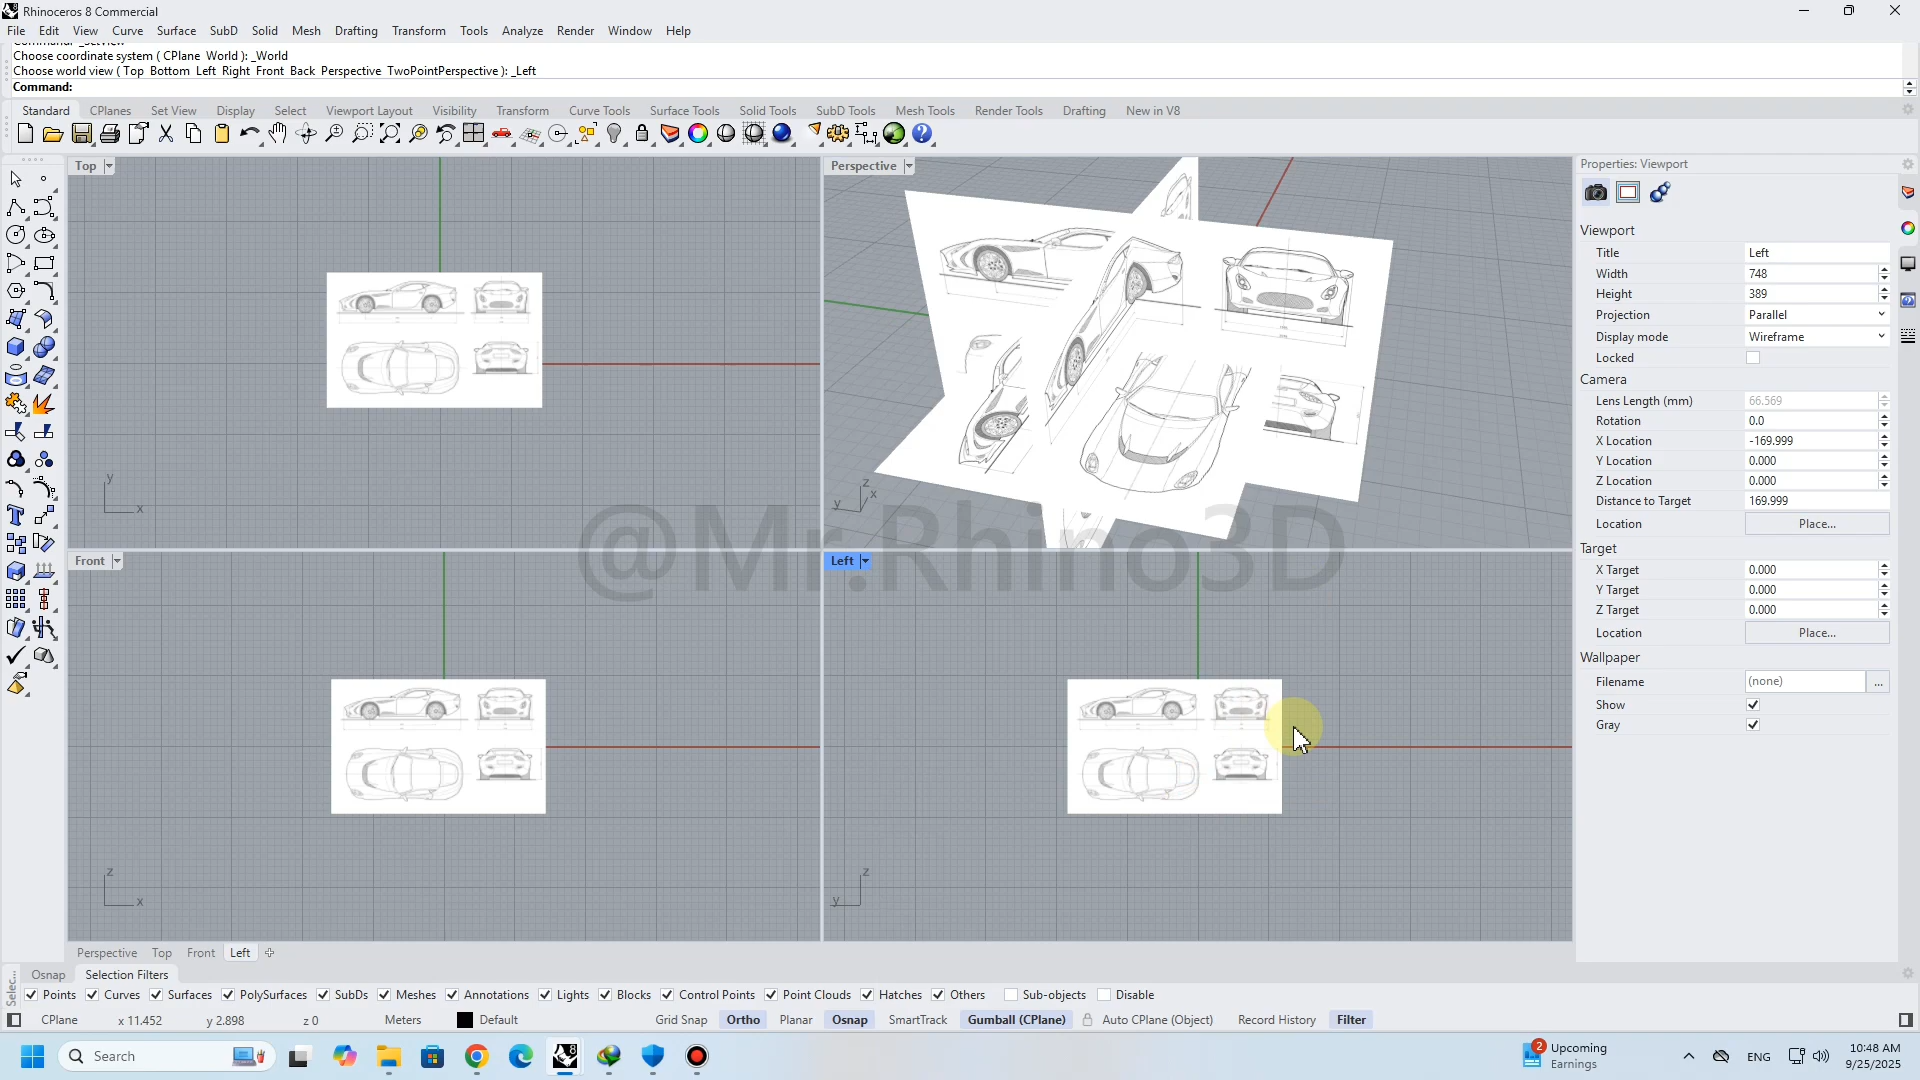 Rhinoceros 8 Commercial
File Edit View Curve Surface SubD Solid Mesh Drafting Transform Tools Analyze Render Window Help
Choose coordinate system ( CPlane World ): _World
Choose world view ( Top Bottom Left Right Front Back Perspective TwoPointPerspective ): _Left
Command:
Standard CPlanes Set View Display Select Viewport Layout Visibility Transform Curve Tools Surface Tools Solid Tools SubD Tools Mesh Tools Render Tools Drafting New in V8
Top
Perspective
Front
Left
y
x
z
x
y
z
x
z
y
@Mr.Rhino3D
Properties: Viewport
Viewport
Title Left
Width 748
Height 389
Projection Parallel
Display mode Wireframe
Locked
Camera
Lens Length (mm) 66.569
Rotation 0.0
X Location -169.999
Y Location 0.000
Z Location 0.000
Distance to Target 169.999
Location Place...
Target
X Target 0.000
Y Target 0.000
Z Target 0.000
Location Place...
Wallpaper
Filename (none) ...
Show
Gray
Perspective Top Front Left
Selec...
Osnap Selection Filters
Points Curves Surfaces PolySurfaces SubDs Meshes Annotations Lights Blocks Control Points Point Clouds Hatches Others Sub-objects Disable
CPlane x 11.452 y 2.898 z 0 Meters Default Grid Snap Ortho Planar Osnap SmartTrack Gumball (CPlane) Auto CPlane (Object) Record History Filter
Search
2
Upcoming
Earnings
ENG
10:48 AM
9/25/2025